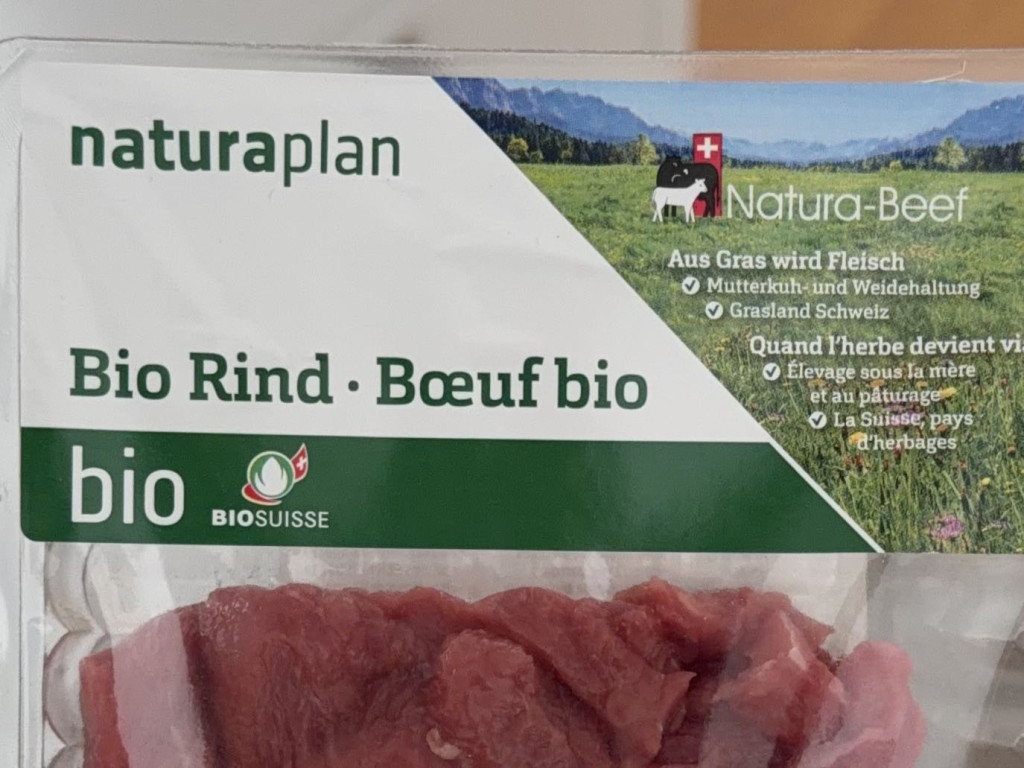 naturaplan
Natura-Beef
Aus Gras wird Fleisch
Mutterkuh- und Weidehaltung
Grasland Schweiz
Quand l'herbe devient
Élevage sous la mère
et au pâturage
La Suisse, pays
d'herbages
Bio Rind · Bœuf bio
bio
BIOSUISSE